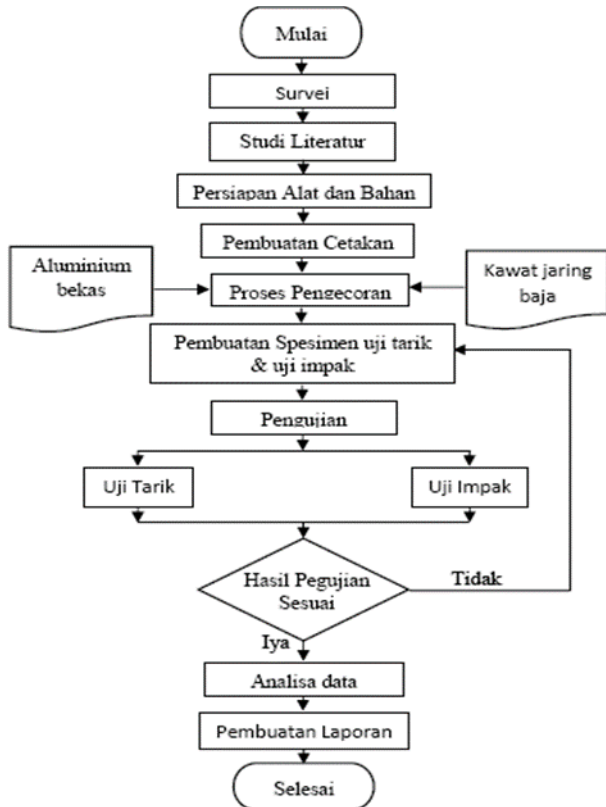 Mulai
Survei
Studi Literatur
Persiapan Alat dan Bahan
Pembuatan Cetakan
Aluminium
bekas
Proses Pengecoran
Kawat jaring
baja
Pembuatan Spesimen uji tarik
& uji impak
Pengujian
Uji Tarik
Uji Impak
Hasil Pegujian
Sesuai
Tidak
Iya
Analisa data
Pembuatan Laporan
Selesai